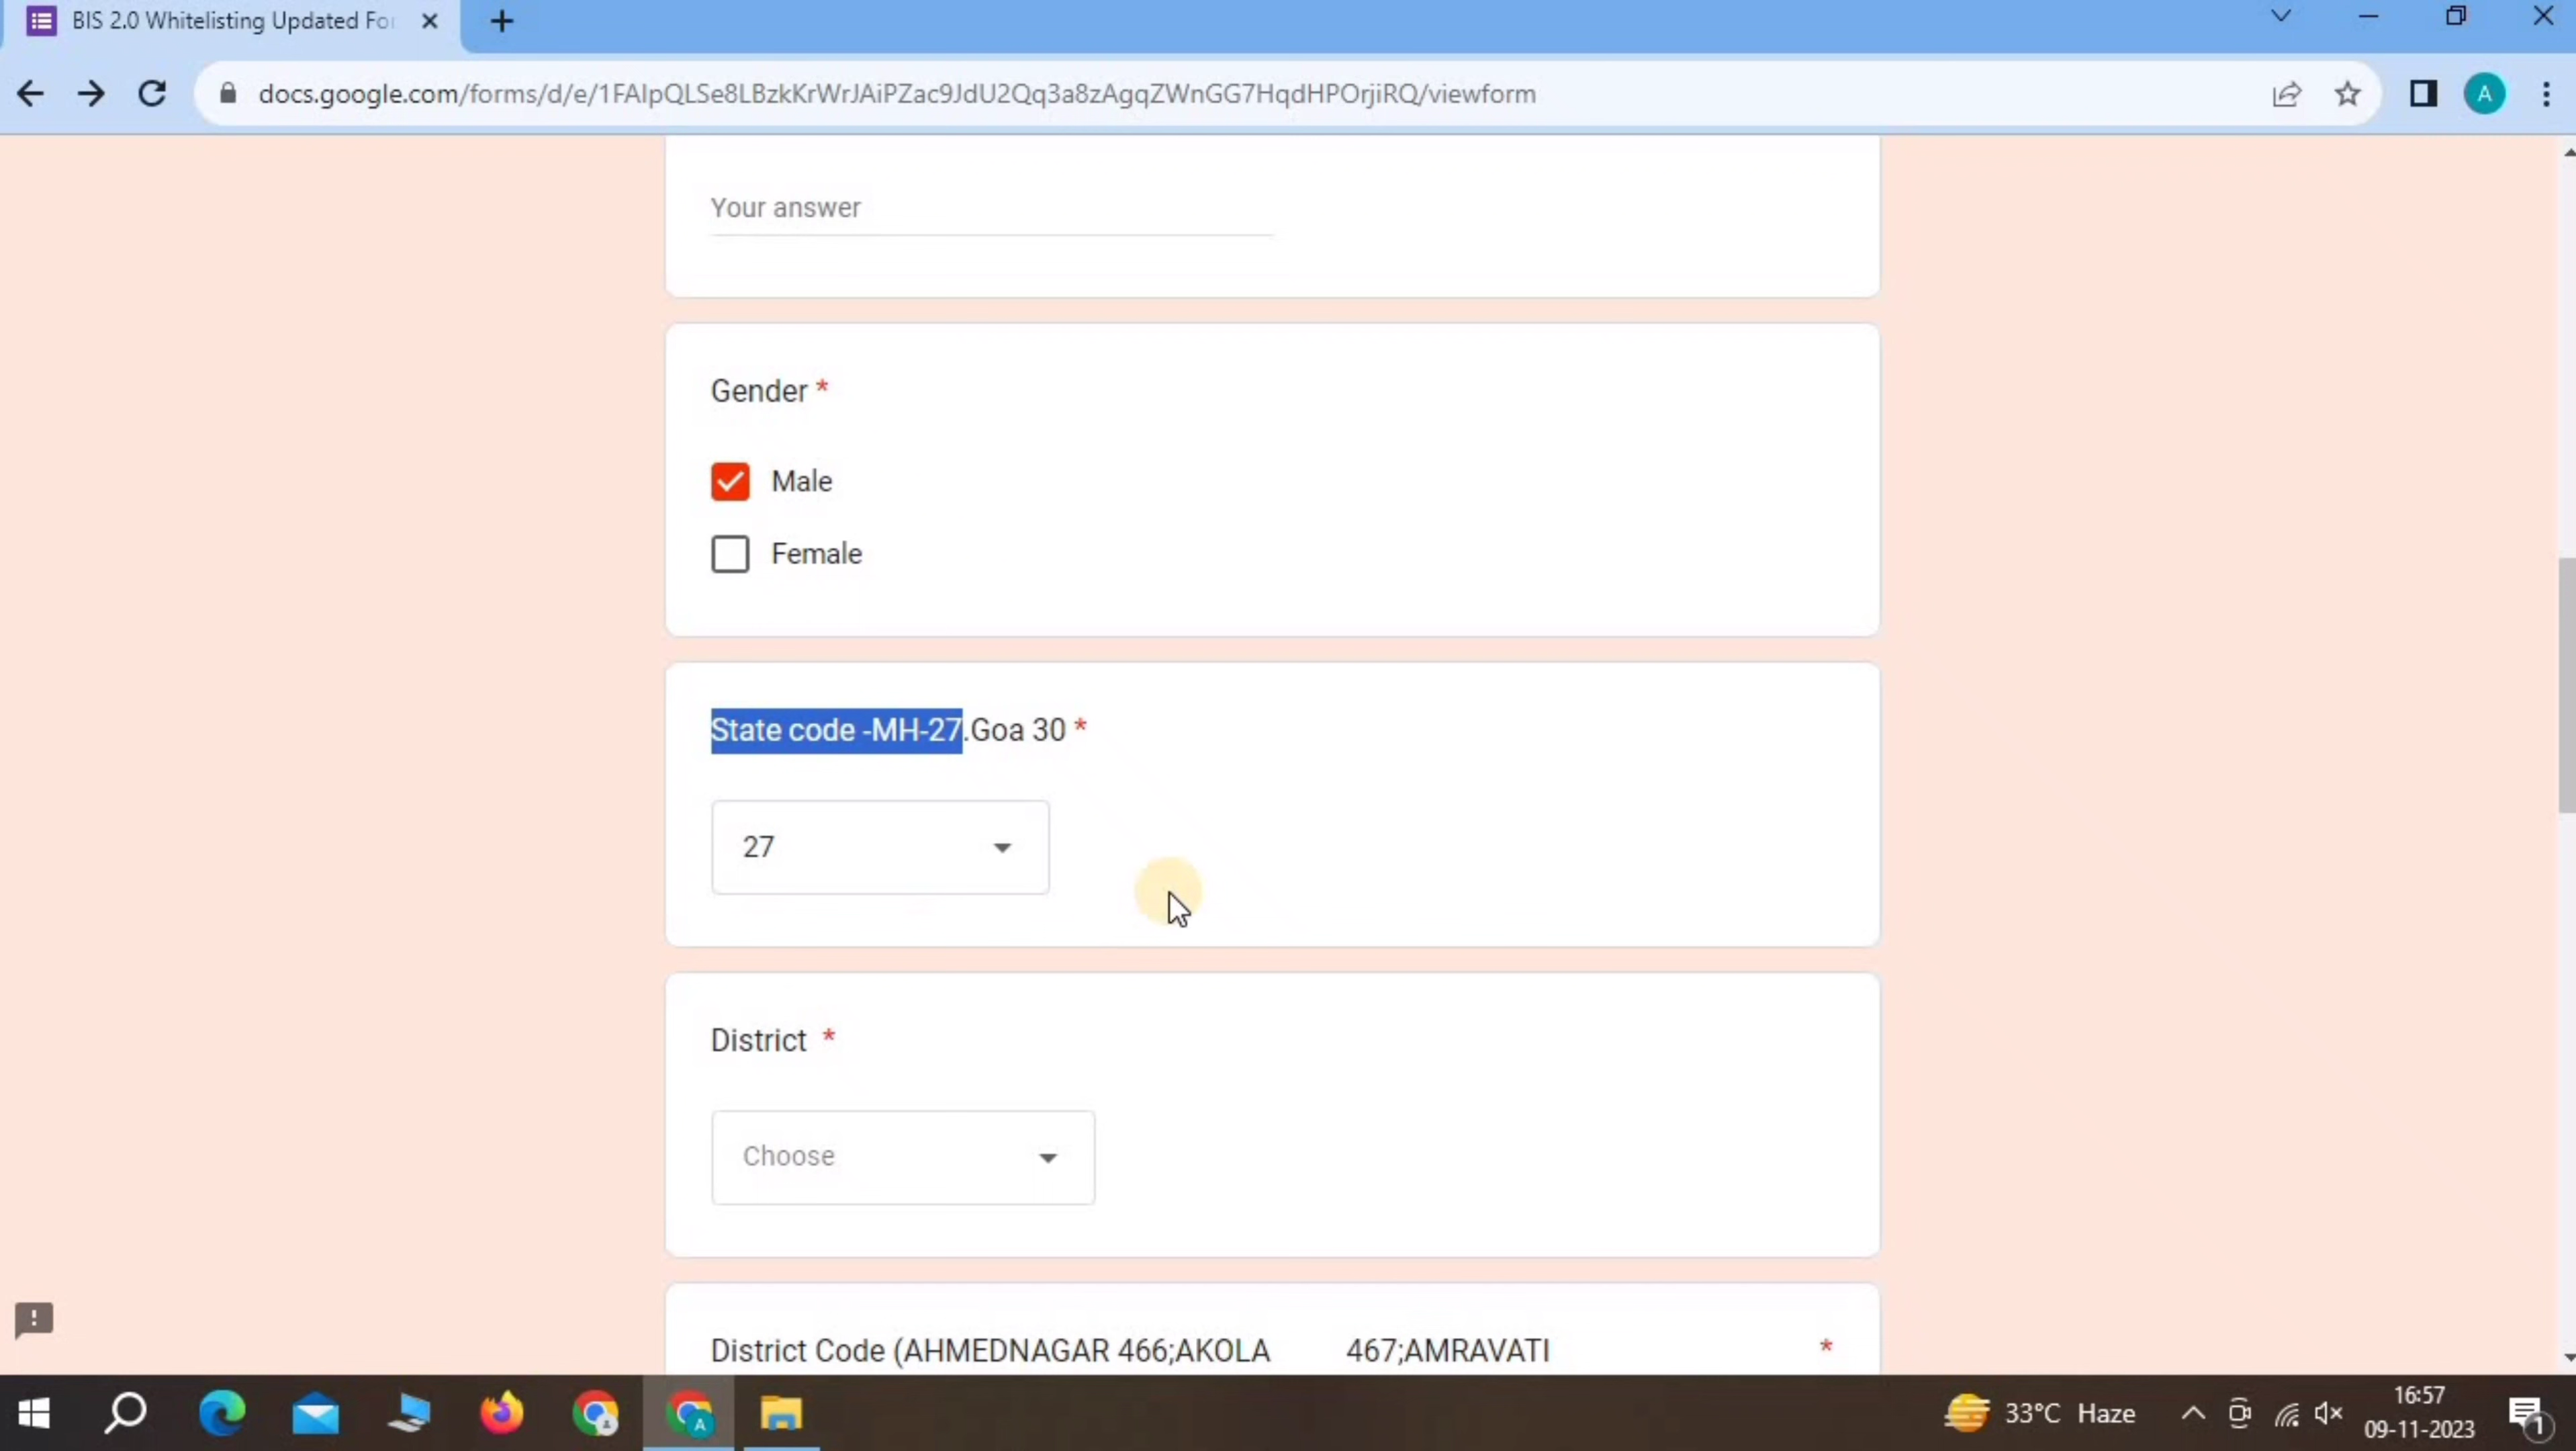 BIS 2.0 Whitelisting Updated For
docs.google.com/forms/d/e/1FAIpQLSe8LBzkKrWrJAiPZac9JdU2Qq3a8zAgqZWnGG7HqdHPOrjiRQ/viewform
A
Your answer
Gender *
Male
Female
State code -MH-27.Goa 30 *
27
District *
Choose
District Code (AHMEDNAGAR 466;AKOLA 467;AMRAVATI *
A
33°C Haze
16:57
09-11-2023
1